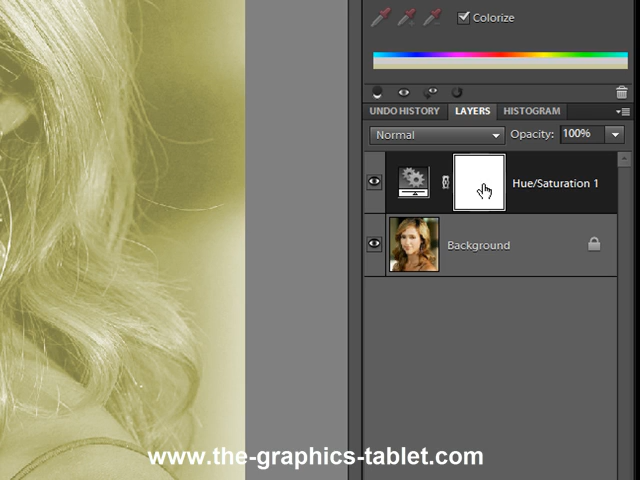 Colorize
UNDO HISTORY LAYERS HISTOGRAM
Normal Opacity: 100%
Hue/Saturation 1
Background
www.the-graphics-tablet.com